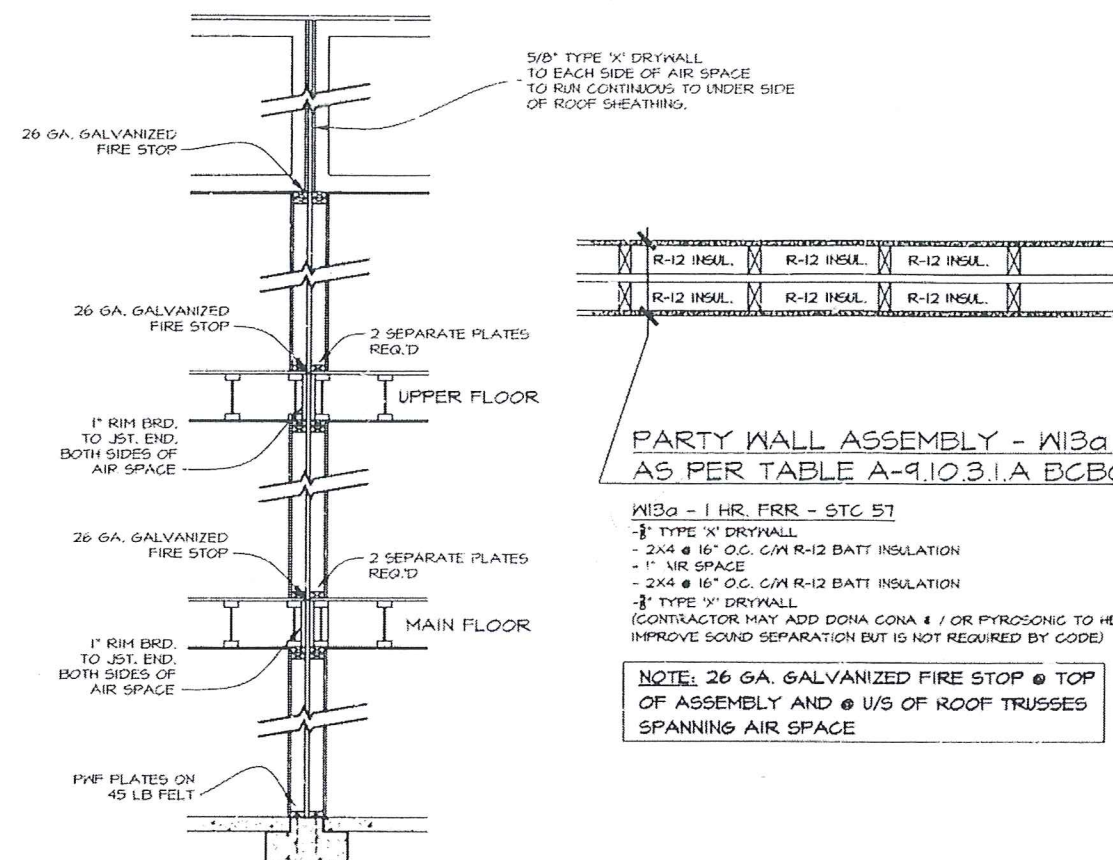 5/8" TYPE 'X' DRYWALL
TO EACH SIDE OF AIR SPACE
TO RUN CONTINUOUS TO UNDER SIDE
OF ROOF SHEATHING.
26 GA. GALVANIZED
FIRE STOP
26 GA. GALVANIZED
FIRE STOP
2 SEPARATE PLATES
REQ.'D
UPPER FLOOR
1" RIM BRD.
TO JST. END.
BOTH SIDES OF
AIR SPACE
26 GA. GALVANIZED
FIRE STOP
2 SEPARATE PLATES
REQ.'D
MAIN FLOOR
1" RIM BRD.
TO JST. END.
BOTH SIDES OF
AIR SPACE
PWF PLATES ON
45 LB FELT
R-12 INSUL. R-12 INSUL. R-12 INSUL.
R-12 INSUL. R-12 INSUL. R-12 INSUL.
PARTY WALL ASSEMBLY - W13a
AS PER TABLE A-9.10.3.1.A
W13a - 1 HR. FRR - STC 57
- TYPE 'X' DRYWALL
- 2X4 @ 16" O.C. C/W R-12 BATT INSULATION
- 1" AIR SPACE
- 2X4 @ 16" O.C. C/W R-12 BATT INSULATION
- TYPE 'X' DRYWALL
(CONTRACTOR MAY ADD DONA CONA & / OR PYROSONIC TO
IMPROVE SOUND SEPARATION BUT IS NOT REQUIRED BY CODE)
NOTE: 26 GA. GALVANIZED FIRE STOP @ TOP
OF ASSEMBLY AND @ U/S OF ROOF TRUSSES
SPANNING AIR SPACE